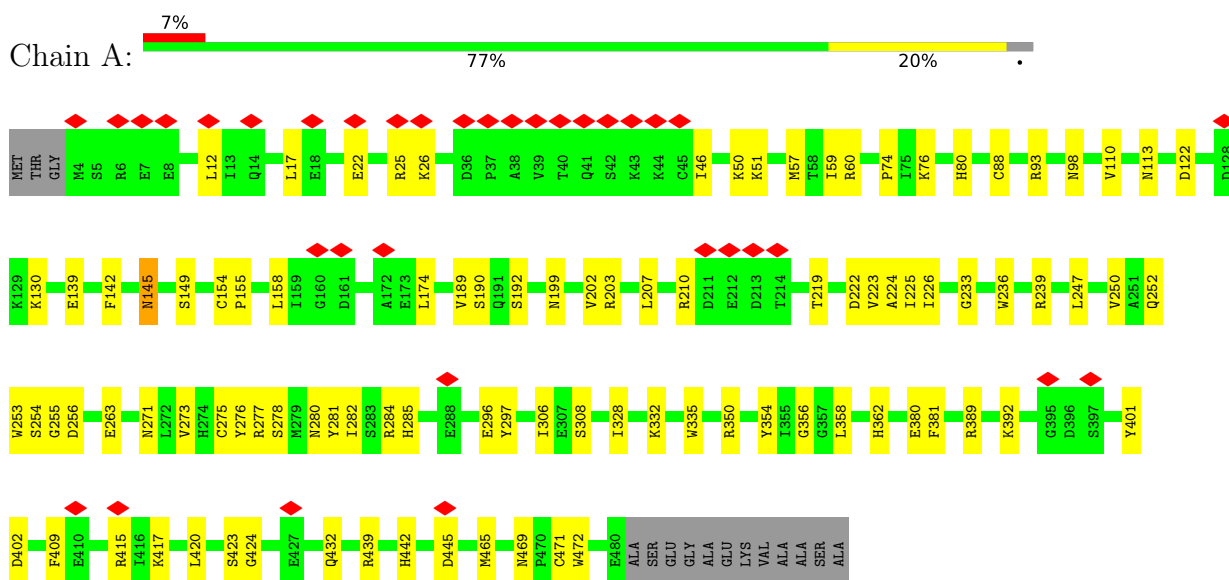 7%
Chain A:
77% 20% •
MET THR GLY M4 S5 R6 E7 E8 L12 I13 Q14 L17 E18 E22 R25 K26 D36 P37 A38 V39 T40 Q41 S42 K43 K44 C45 I46 K50 K51 M57 T58 I59 R60 P74 I75 K76 H80 C88 R93 N98 V110 N113 D122 D128
K129 K130 E139 F142 N145 S149 C154 P155 L158 I159 G160 D161 A172 E173 L174 V189 S190 Q191 S192 N199 V202 R203 L207 R210 D211 E212 D213 T214 T219 D222 V223 A224 I225 I226 G233 W236 R239 L247 V250 A251 Q252
W253 S254 G255 D256 E263 N271 L272 V273 H274 C275 Y276 R277 S278 M279 N280 Y281 I282 S283 R284 H285 E288 E296 Y297 I306 E307 S308 I328 K332 W335 R350 Y354 I355 G356 G357 L358 H362 E380 F381 R389 K392 G395 D396 S397 Y401
D402 F409 E410 R415 I416 K417 L420 S423 G424 E427 Q432 R439 H442 D445 M465 N469 P470 C471 W472 E480 ALA SER GLU GLY ALA GLU LYS VAL ALA ALA SER ALA